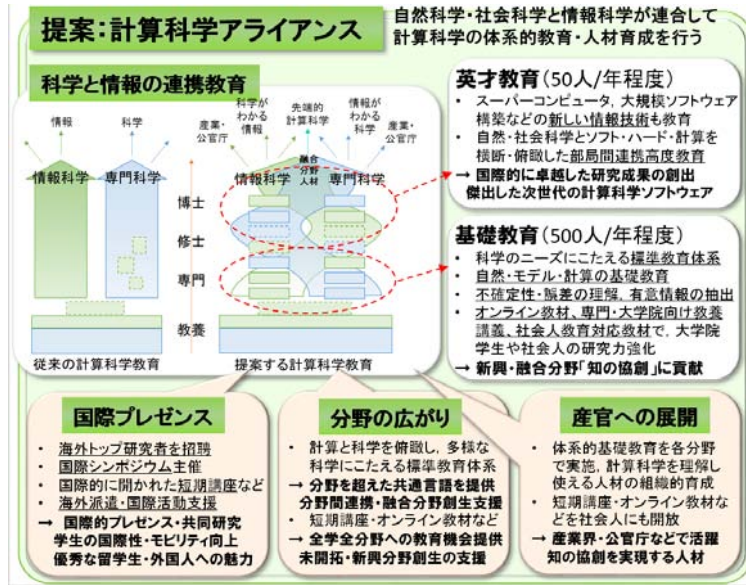 提案：計算科学アライアンス
自然科学・社会科学と情報科学が連合して
計算科学の体系的教育・人材育成を行う
科学と情報の連携教育
情報
科学
産業・
公官庁
科学が
わかる
情報
先端的
計算科学
情報が
わかる
科学
産業・
公官庁
情報科学
専門科学
情報科学
融合
分野
人材
専門科学
博士
修士
専門
教養
従来の計算科学教育
提案する計算科学教育
英才教育（50人/年程度）
• スーパーコンピュータ，大規模ソフトウェア
構築などの新しい情報技術も教育
• 自然・社会科学とソフト・ハード・計算を
横断・俯瞰した部局間連携高度教育
→ 国際的に卓越した研究成果の創出
傑出した次世代の計算科学ソフトウェア
基礎教育（500人/年程度）
• 科学のニーズにこたえる標準教育体系
• 自然・モデル・計算の基礎教育
• 不確定性・誤差の理解，有意情報の抽出
• オンライン教材、専門・大学院向け教養
講義、社会人教育対応教材で，大学院
学生や社会人の研究力強化
→ 新興・融合分野「知の協創」に貢献
国際プレゼンス
• 海外トップ研究者を招聘
• 国際シンポジウム主催
• 国際的に開かれた短期講座など
• 海外派遣・国際活動支援
→ 国際的プレゼンス・共同研究
学生の国際性・モビリティ向上
優秀な留学生・外国人への魅力
分野の広がり
• 計算と科学を俯瞰し，多様な
科学にこたえる標準教育体系
→ 分野を超えた共通言語を提供
分野間連携・融合分野創生支援
• 短期講座・オンライン教材など
→ 全学全分野への教育機会提供
未開拓・新興分野創生の支援
産官への展開
• 体系的基礎教育を各分野
で実施，計算科学を理解し
使える人材の組織的育成
• 短期講座・オンライン教材な
どを社会人にも開放
→ 産業界・公官庁などで活躍
知の協創を実現する人材